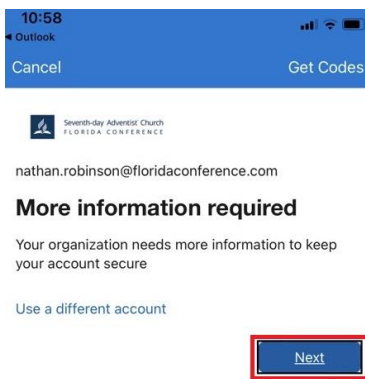 10:58
Outlook
Cancel Get Codes
Seventh-day Adventist Church
FLORIDA CONFERENCE
nathan.robinson@floridaconference.com
More information required
Your organization needs more information to keep
your account secure
Use a different account
Next